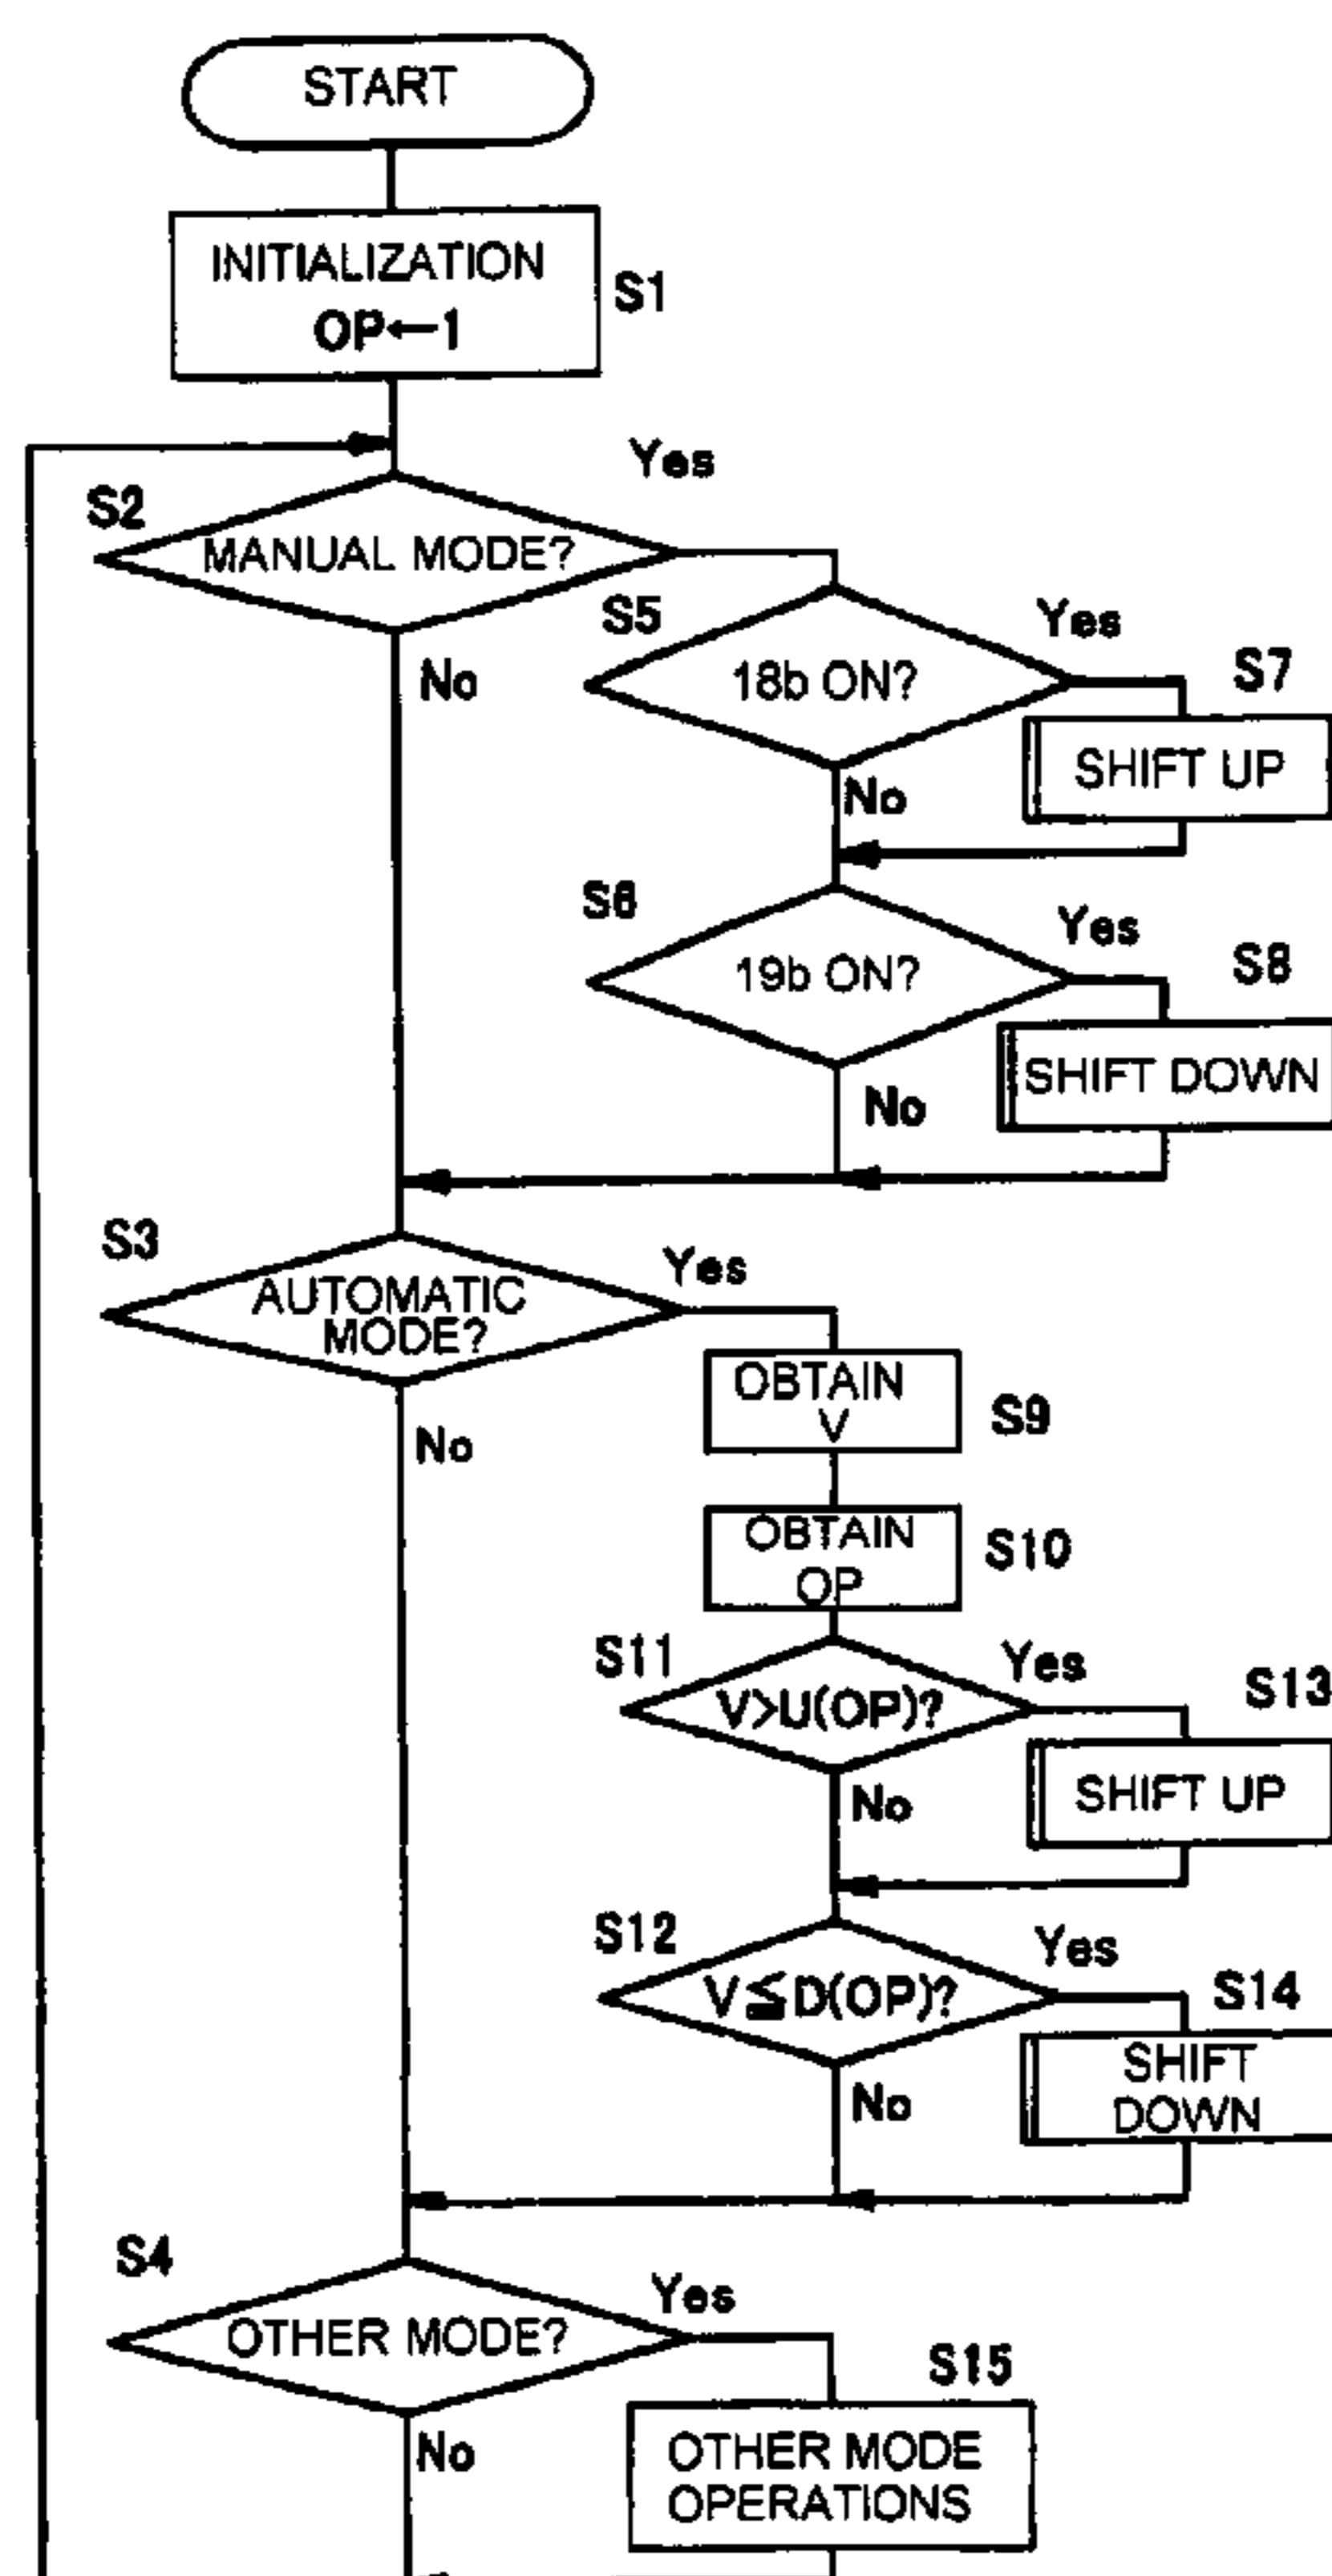 START
INITIALIZATION
OP←1
S1
Yes
S2
MANUAL MODE?
No
S5
Yes
18b ON?
S7
SHIFT UP
No
S6
Yes
19b ON?
S8
SHIFT DOWN
No
S3
Yes
AUTOMATIC
MODE?
No
OBTAIN
V
S9
OBTAIN
OP
S10
S11
Yes
V>U(OP)?
S13
SHIFT UP
No
S12
Yes
V≦D(OP)?
S14
SHIFT
DOWN
No
S4
Yes
OTHER MODE?
No
S15
OTHER MODE
OPERATIONS